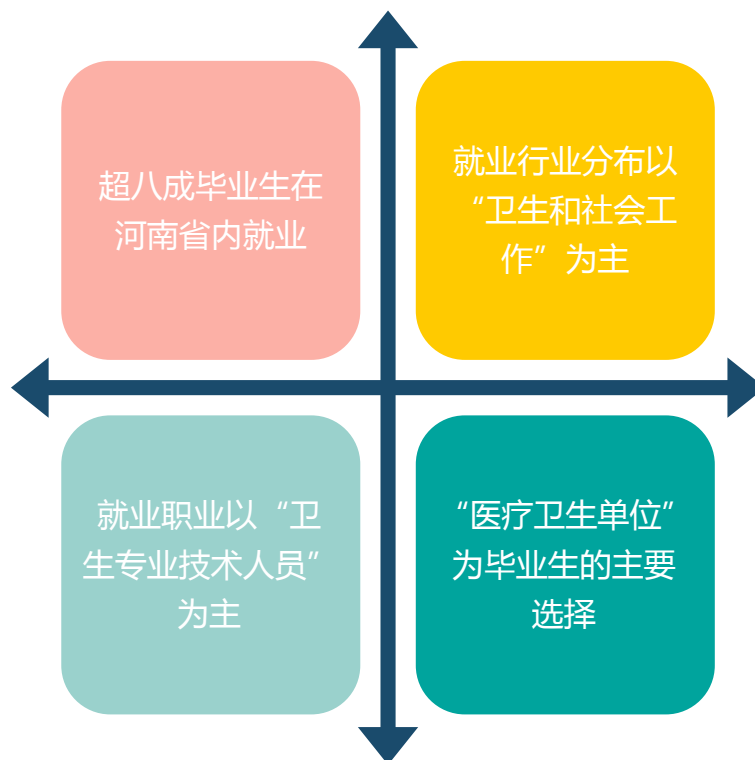 超八成毕业生在
河南省内就业
就业行业分布以
“卫生和社会工
作”为主
就业职业以“卫
生专业技术人员”
为主
“医疗卫生单位”
为毕业生的主要
选择